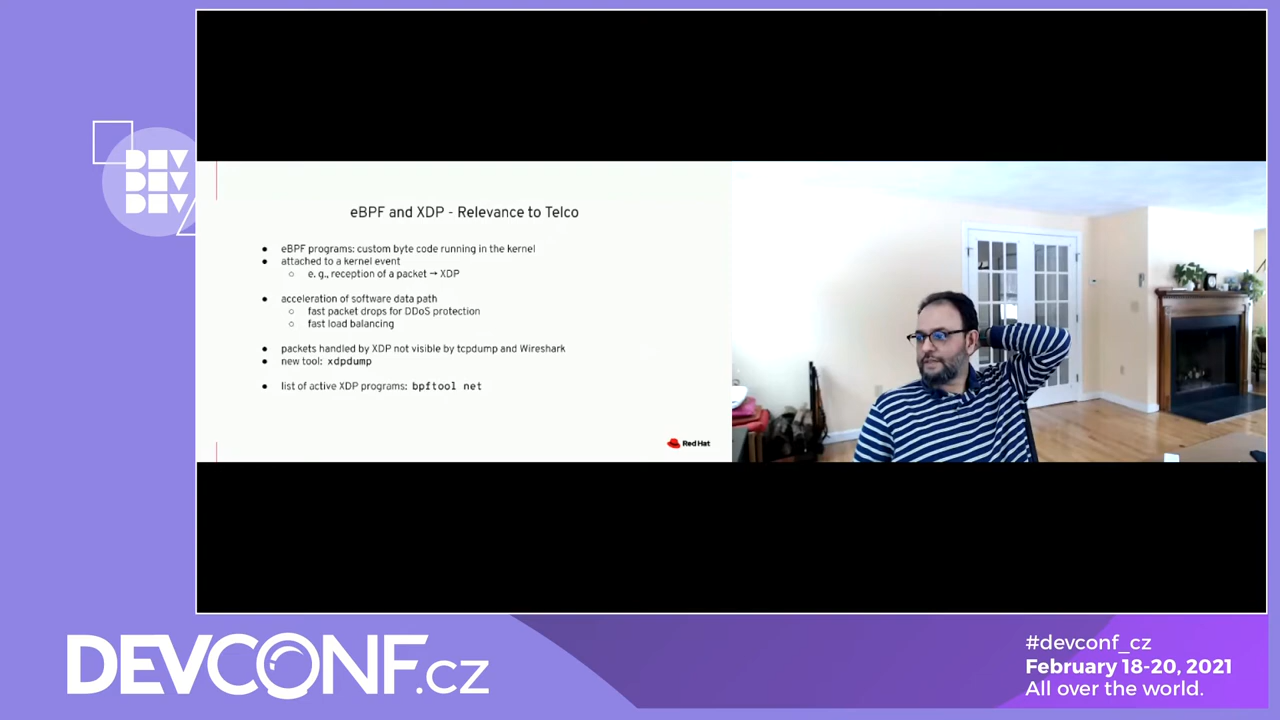 DEV
DEV
DEV
eBPF and XDP - Relevance to Telco
● eBPF programs: custom byte code running in the kernel
● attached to a kernel event
○ e. g., reception of a packet → XDP
● acceleration of software data path
○ fast packet drops for DDoS protection
○ fast load balancing
● packets handled by XDP not visible by tcpdump and Wireshark
● new tool: xdpdump
● list of active XDP programs: bpftool net
Red Hat
DEVCONF.cz
#devconf_cz
February 18-20, 2021
All over the world.